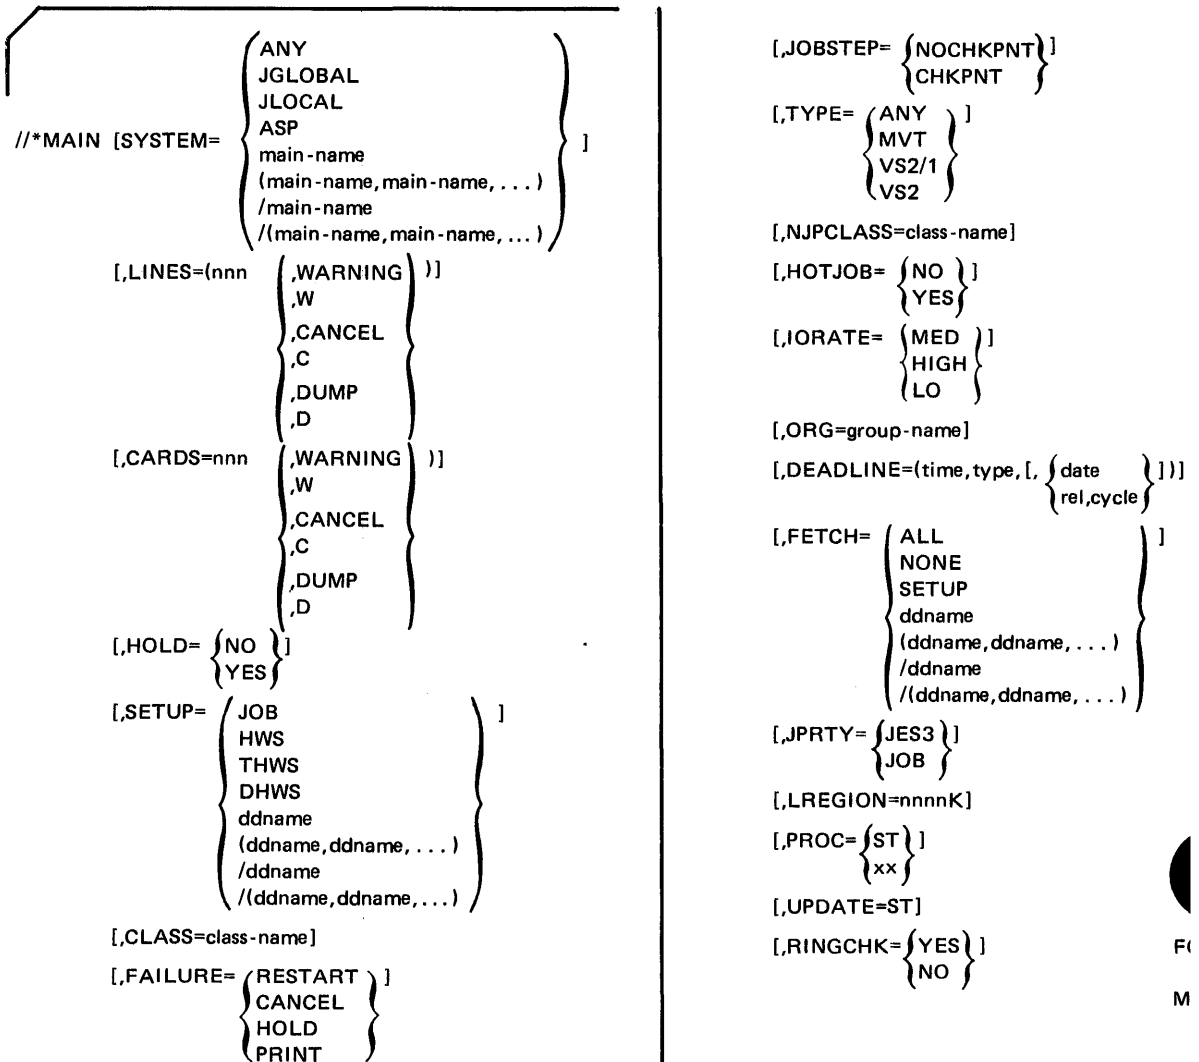 //*MAIN [SYSTEM= { ANY
JGLOBAL
JLOCAL
ASP
main-name
(main-name,main-name, ...)
/main-name
/(main-name,main-name, ...) } ]
[,LINES=(nnn { ,WARNING
,W
,CANCEL
,C
,DUMP
,D } )]
[,CARDS=nnn { ,WARNING
,W
,CANCEL
,C
,DUMP
,D } )]
[,HOLD= { NO
YES } ]
[,SETUP= { JOB
HWS
THWS
DHWS
ddname
(ddname,ddname, ...)
/ddname
/(ddname,ddname, ...) } ]
[,CLASS=class-name]
[,FAILURE= { RESTART
CANCEL
HOLD
PRINT } ]
[,JOBSTEP= { NOCHKPNT
CHKPNT } ]
[,TYPE= { ANY
MVT
VS2/1
VS2 } ]
[,NJPCLASS=class-name]
[,HOTJOB= { NO
YES } ]
[,IORATE= { MED
HIGH
LO } ]
[,ORG=group-name]
[,DEADLINE=(time,type,[, { date
rel,cycle } ])]
[,FETCH= { ALL
NONE
SETUP
ddname
(ddname,ddname, ...)
/ddname
/(ddname,ddname, ...) } ]
[,JPRTY= { JES3
JOB } ]
[,LREGION=nnnnK]
[,PROC= { ST
xx } ]
[,UPDATE=ST]
[,RINGCHK= { YES
NO } ]